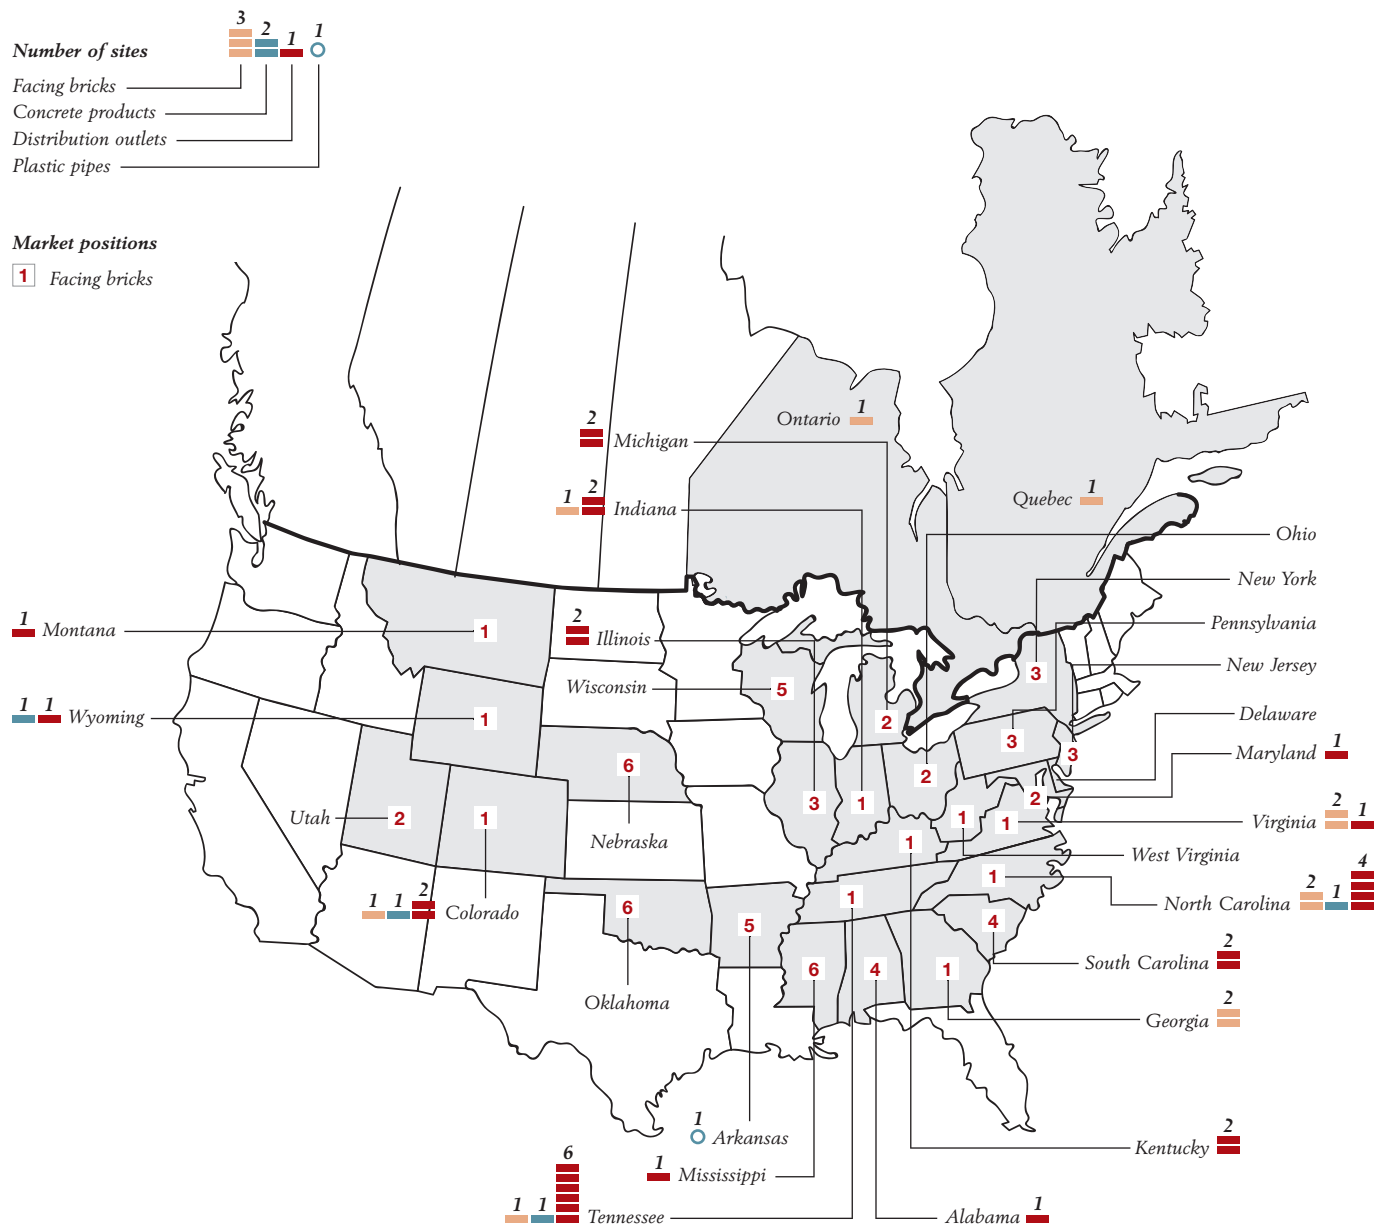 3
2
1
1
Number of sites
Facing bricks
Concrete products
Distribution outlets
Plastic pipes
Market positions
1 Facing bricks
Ontario 1
2
Michigan
1 2
Indiana
Quebec 1
Ohio
New York
Pennsylvania
New Jersey
Delaware
Maryland 1
2 1
Virginia
West Virginia
2 1 4
North Carolina
2
South Carolina
2
Georgia
2
Kentucky
1
Alabama
1
Montana
1 1
Wyoming
2
Illinois
Wisconsin
Utah
Nebraska
1 1 2
Colorado
Oklahoma
1
Arkansas
1
Mississippi
1 1 6
Tennessee
1
1
5
2
3
3
3
6
2
2
1
3
1
2
1
1
1
1
1
6
5
1
4
6
4
1